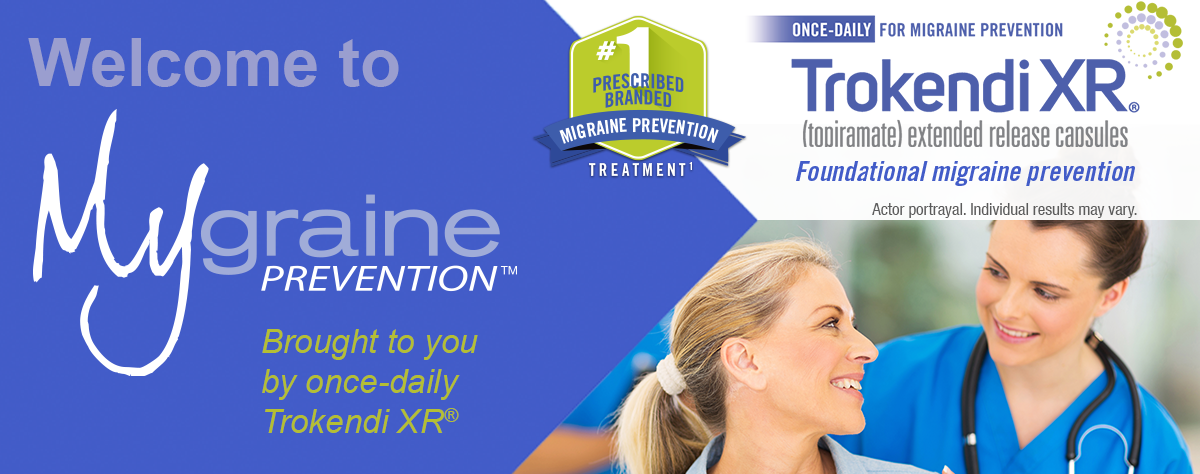 Welcome to
Mygraine
PREVENTION™
Brought to you
by once-daily
Trokendi XR®
#1
PRESCRIBED
BRANDED
MIGRAINE PREVENTION
TREATMENT¹
ONCE-DAILY FOR MIGRAINE PREVENTION
Trokendi XR®
(topiramate) extended release capsules
Foundational migraine prevention
Actor portrayal. Individual results may vary.